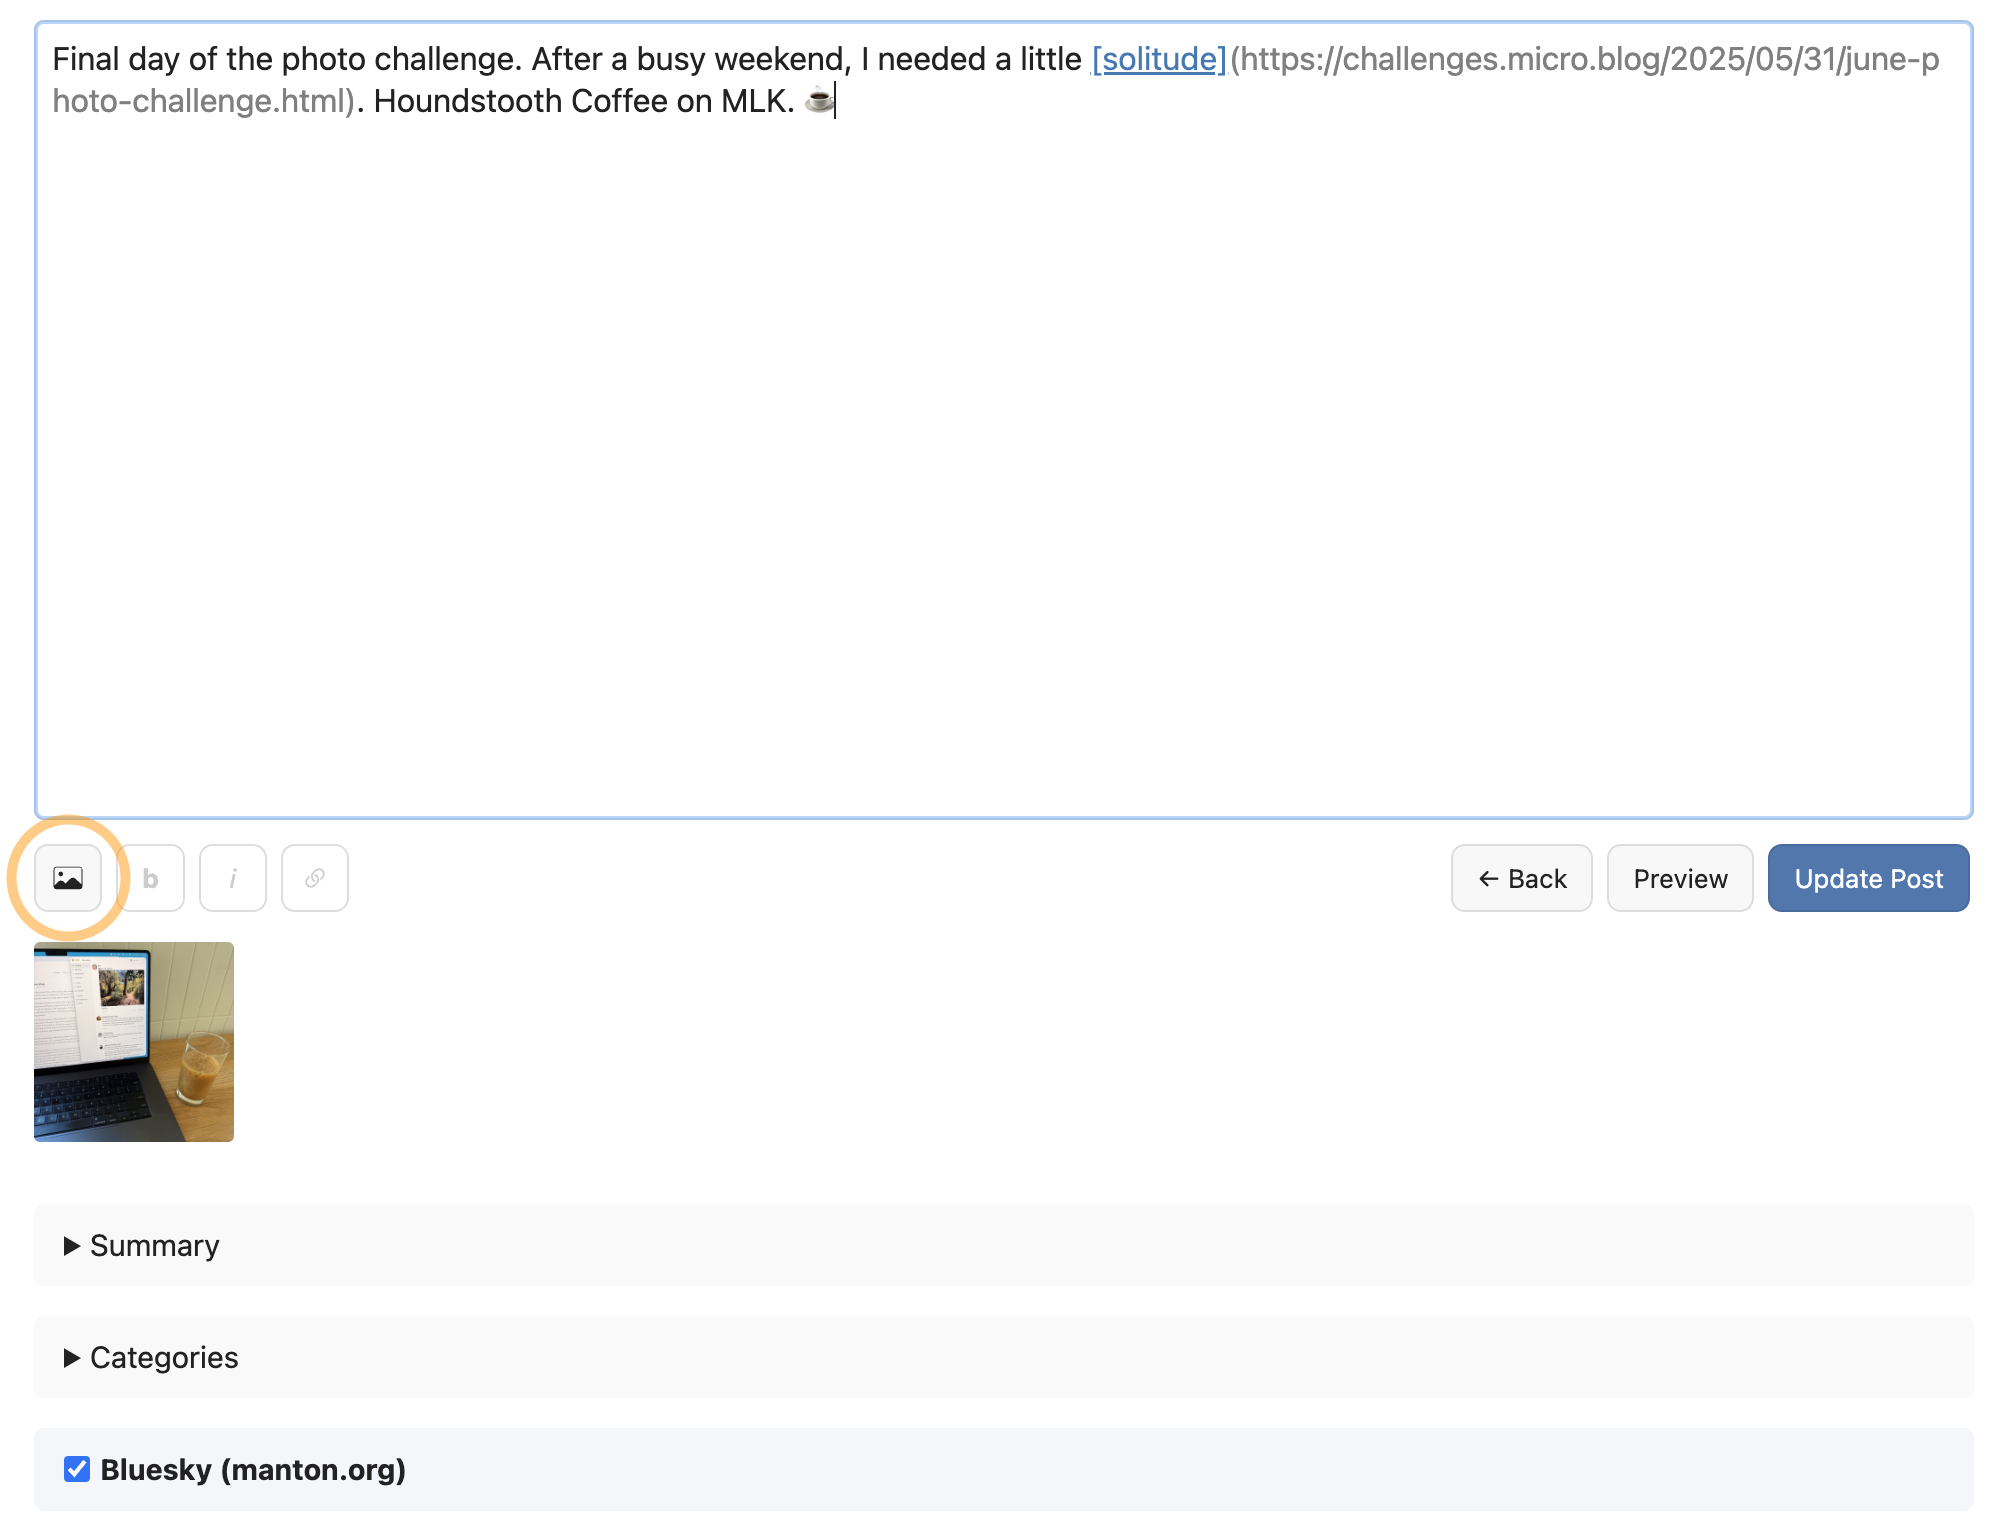 Final day of the photo challenge. After a busy weekend, I needed a little [solitude](https://challenges.micro.blog/2025/05/31/june-p
hoto-challenge.html). Houndstooth Coffee on MLK. ☕
b
i
← Back
Preview
Update Post
▶ Summary
▶ Categories
Bluesky (manton.org)